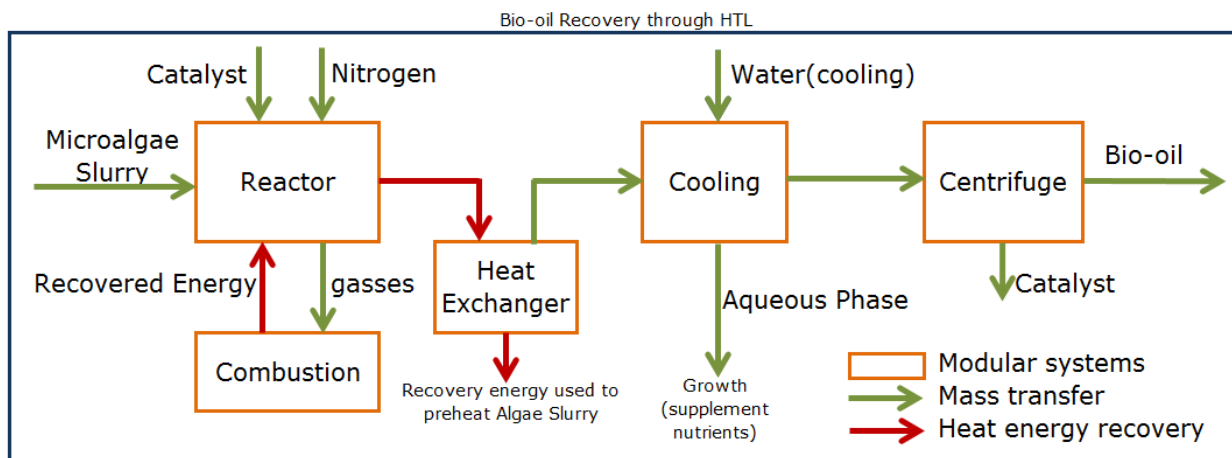 Bio-oil Recovery through HTL
Catalyst
Nitrogen
Water(cooling)
Microalgae
Slurry
Reactor
Cooling
Centrifuge
Bio-oil
Recovered Energy
gasses
Heat
Exchanger
Aqueous Phase
Catalyst
Combustion
Recovery energy used to
preheat Algae Slurry
Growth
(supplement
nutrients)
Modular systems
Mass transfer
Heat energy recovery